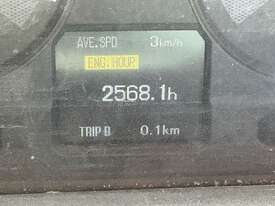 AVE.SPD 3km/h
ENG.HOUR
2568.1h
TRIP B 0.1km